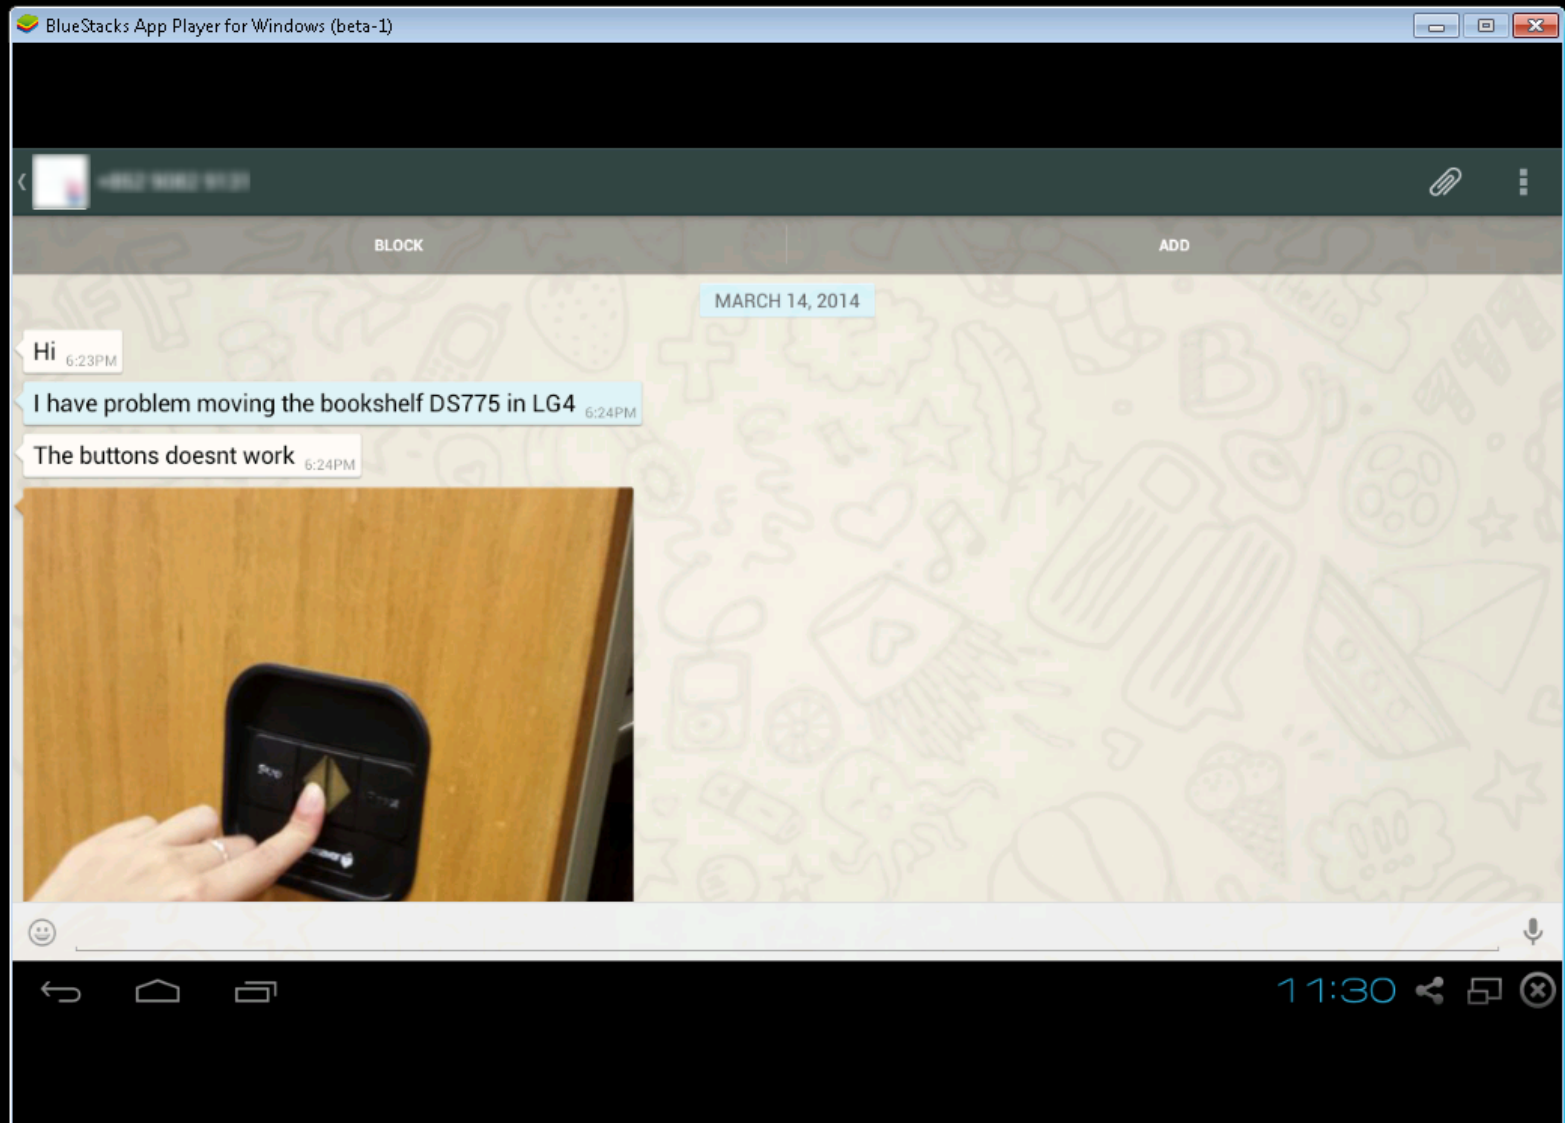 BlueStacks App Player for Windows (beta-1)
BLOCK
ADD
MARCH 14, 2014
Hi 6:23PM
I have problem moving the bookshelf DS775 in LG4 6:24PM
The buttons doesnt work 6:24PM
11:30